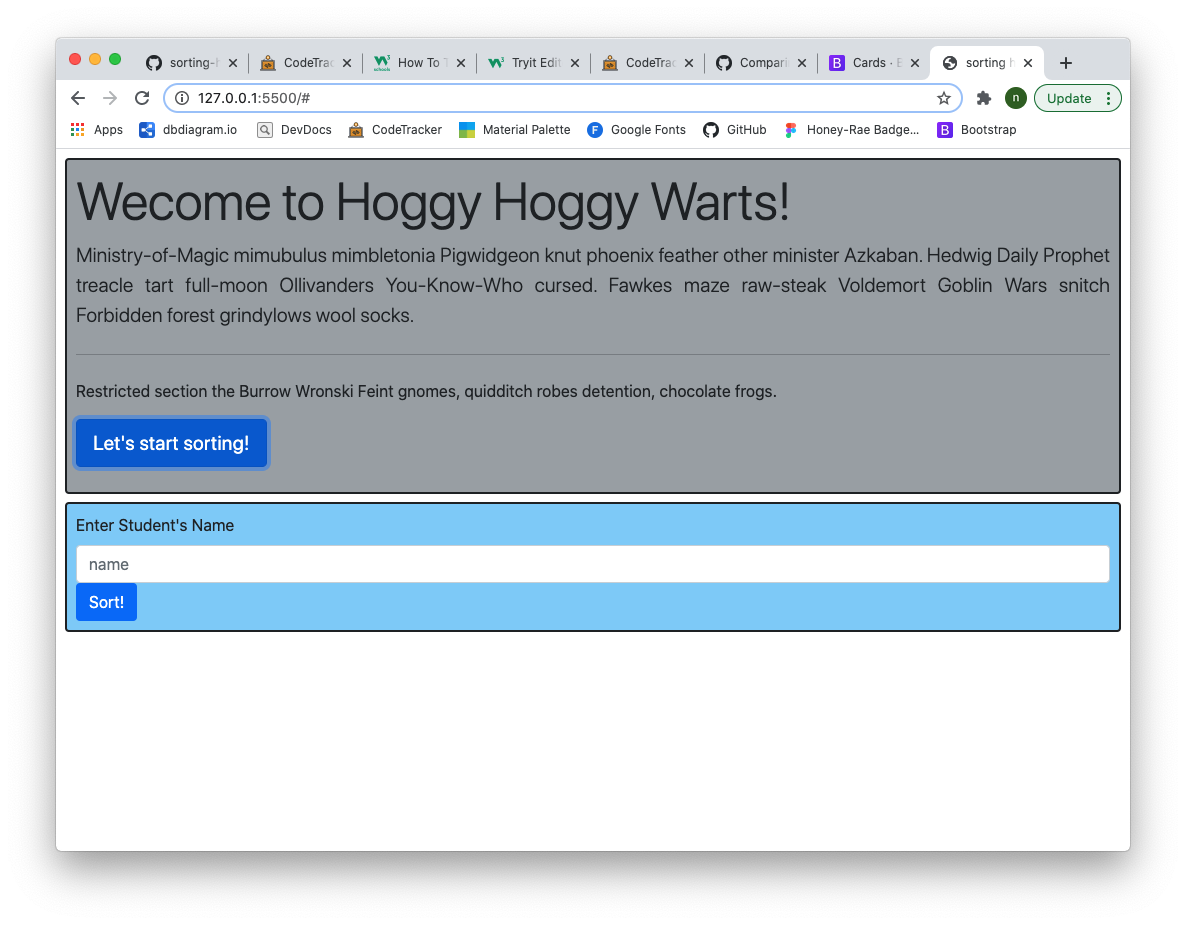 sorting-h CodeTrac How To T Tryit Edit CodeTrac Compari Cards · B sorting h
127.0.0.1:5500/# n Update
Apps dbdiagram.io DevDocs CodeTracker Material Palette F Google Fonts GitHub Honey-Rae Badge... B Bootstrap
Wecome to Hoggy Hoggy Warts!
Ministry-of-Magic mimubulus mimbletonia Pigwidgeon knut phoenix feather other minister Azkaban. Hedwig Daily Prophet
treacle tart full-moon Ollivanders You-Know-Who cursed. Fawkes maze raw-steak Voldemort Goblin Wars snitch
Forbidden forest grindylows wool socks.
Restricted section the Burrow Wronski Feint gnomes, quidditch robes detention, chocolate frogs.
Let's start sorting!
Enter Student's Name
name
Sort!